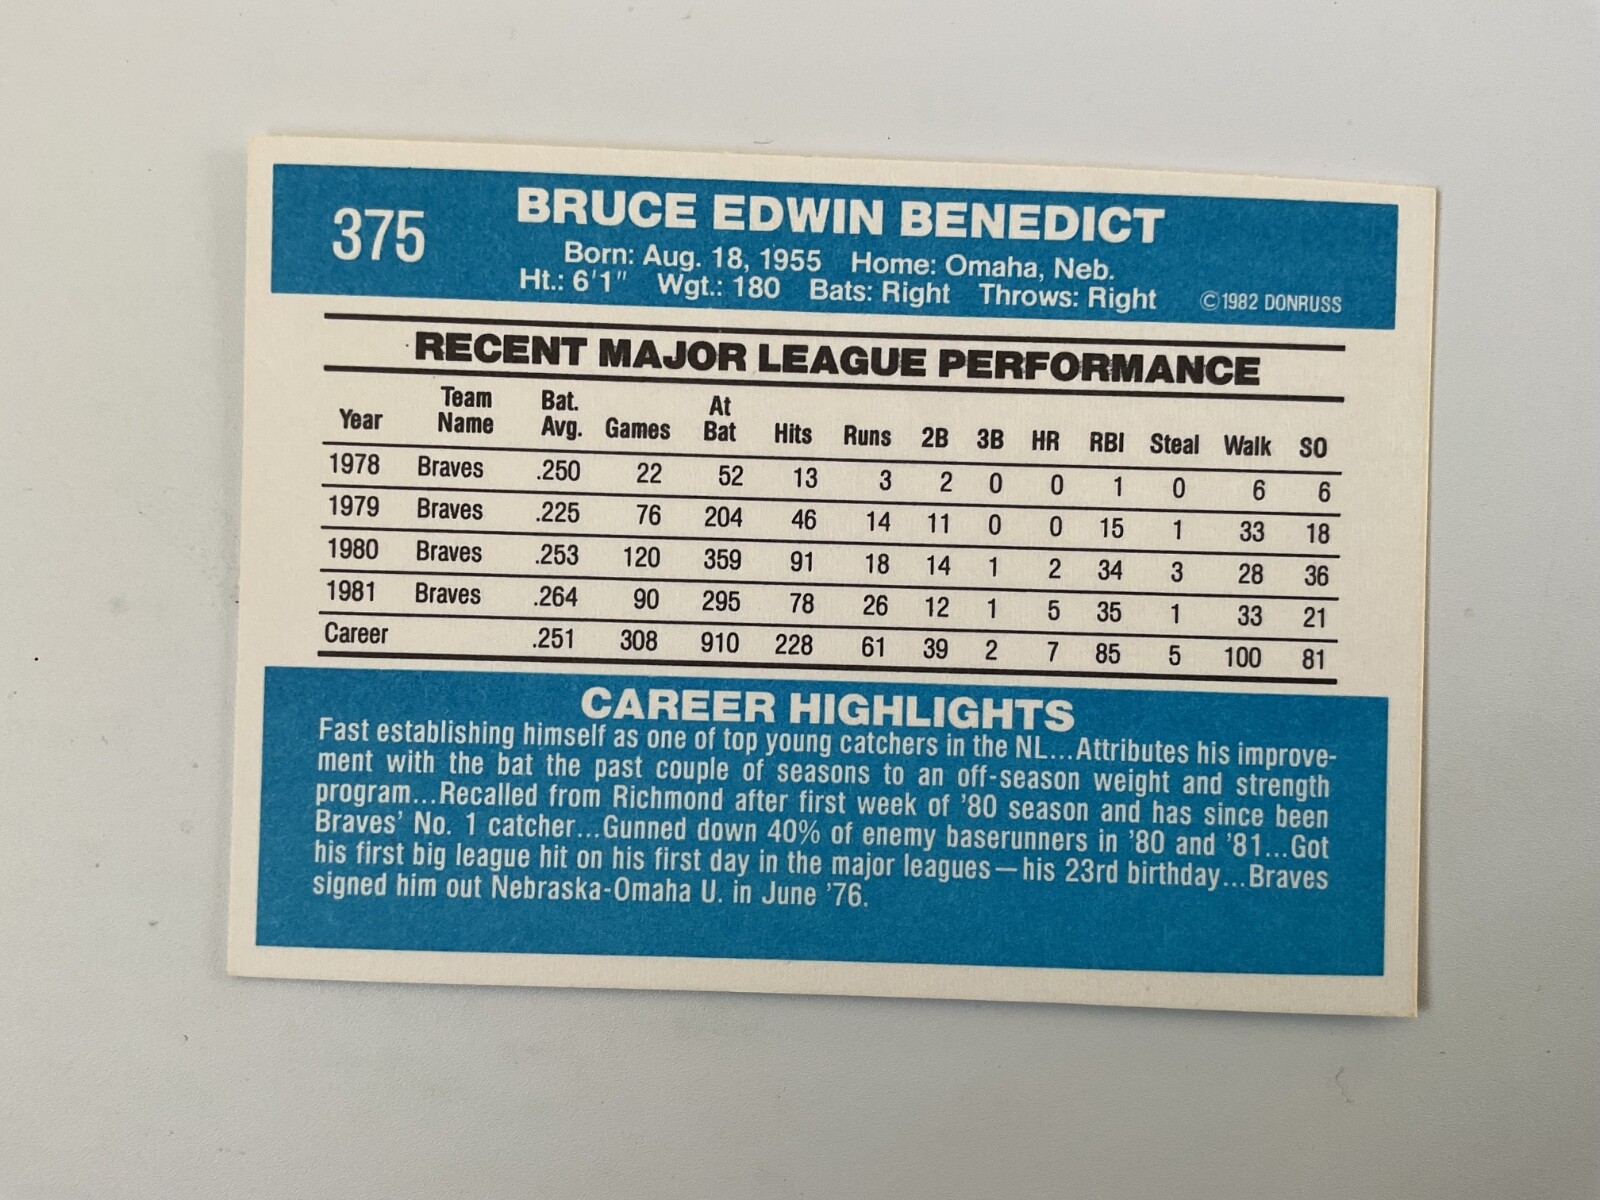 375
BRUCE EDWIN BENEDICT
Born: Aug. 18, 1955 Home: Omaha, Neb.
Ht.: 6'1" Wgt.: 180 Bats: Right Throws: Right ©1982 DONRUSS
RECENT MAJOR LEAGUE PERFORMANCE
Year Team Name Bat. Avg. Games At Bat Hits Runs 2B 3B HR RBI Steal Walk SO
1978 Braves .250 22 52 13 3 2 0 0 1 0 6 6
1979 Braves .225 76 204 46 14 11 0 0 15 1 33 18
1980 Braves .253 120 359 91 18 14 1 2 34 3 28 36
1981 Braves .264 90 295 78 26 12 1 5 35 1 33 21
Career .251 308 910 228 61 39 2 7 85 5 100 81
CAREER HIGHLIGHTS
Fast establishing himself as one of top young catchers in the NL...Attributes his improve-
ment with the bat the past couple of seasons to an off-season weight and strength
program...Recalled from Richmond after first week of '80 season and has since been
Braves' No. 1 catcher...Gunned down 40% of enemy baserunners in '80 and '81...Got
his first big league hit on his first day in the major leagues—his 23rd birthday...Braves
signed him out Nebraska-Omaha U. in June '76.